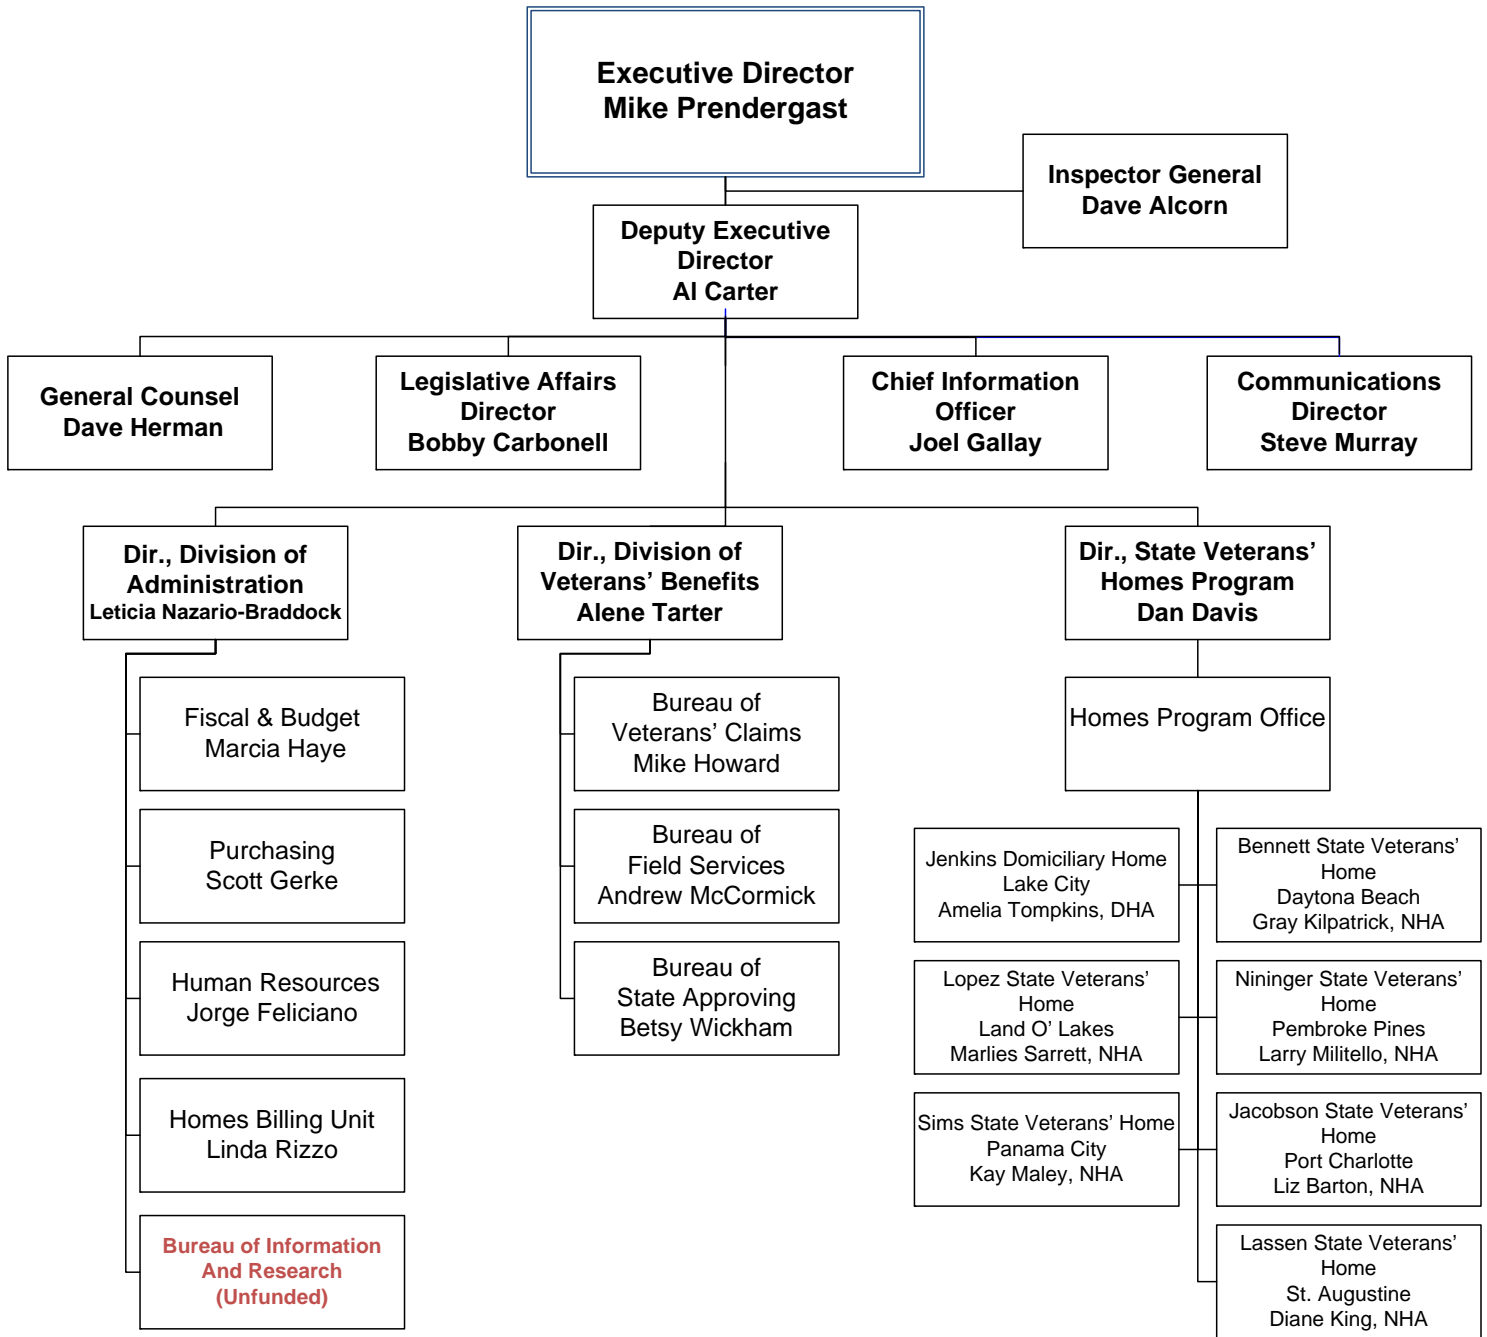 Executive Director
Mike Prendergast
Inspector General
Dave Alcorn
Deputy Executive
Director
Al Carter
General Counsel
Dave Herman
Legislative Affairs
Director
Bobby Carbonell
Chief Information
Officer
Joel Gallay
Communications
Director
Steve Murray
Dir., Division of
Administration
Leticia Nazario-Braddock
Dir., Division of
Veterans’ Benefits
Alene Tarter
Dir., State Veterans’
Homes Program
Dan Davis
Fiscal & Budget
Marcia Haye
Purchasing
Scott Gerke
Human Resources
Jorge Feliciano
Homes Billing Unit
Linda Rizzo
Bureau of Information
And Research
(Unfunded)
Bureau of
Veterans’ Claims
Mike Howard
Bureau of
Field Services
Andrew McCormick
Bureau of
State Approving
Betsy Wickham
Homes Program Office
Jenkins Domiciliary Home
Lake City
Amelia Tompkins, DHA
Bennett State Veterans’
Home
Daytona Beach
Gray Kilpatrick, NHA
Lopez State Veterans’
Home
Land O’ Lakes
Marlies Sarrett, NHA
Nininger State Veterans’
Home
Pembroke Pines
Larry Militello, NHA
Sims State Veterans’ Home
Panama City
Kay Maley, NHA
Jacobson State Veterans’
Home
Port Charlotte
Liz Barton, NHA
Lassen State Veterans’
Home
St. Augustine
Diane King, NHA